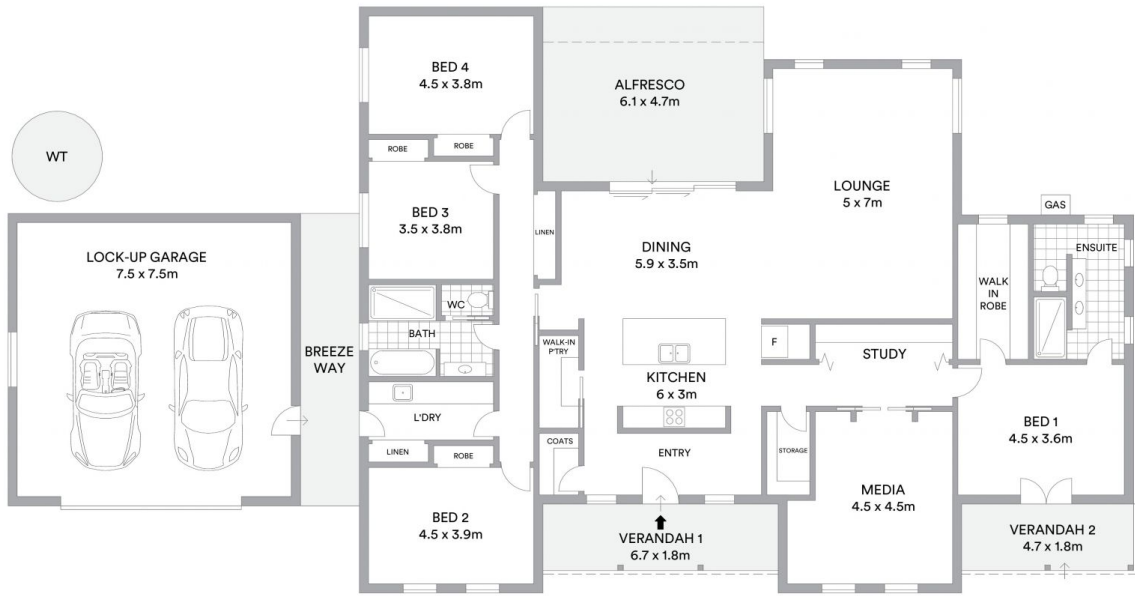 BED 4
4.5 x 3.8m
ALFRESCO
6.1 x 4.7m
WT
ROBE
ROBE
LOUNGE
5 x 7m
BED 3
3.5 x 3.8m
LINEN
GAS
DINING
5.9 x 3.5m
ENSUITE
LOCK-UP GARAGE
7.5 x 7.5m
WALK
IN
ROBE
WC
BATH
BREEZE
WAY
WALK-IN
P'TRY
F
STUDY
KITCHEN
6 x 3m
L'DRY
BED 1
4.5 x 3.6m
COATS
ENTRY
STORAGE
LINEN
ROBE
MEDIA
4.5 x 4.5m
BED 2
4.5 x 3.9m
VERANDAH 1
6.7 x 1.8m
VERANDAH 2
4.7 x 1.8m